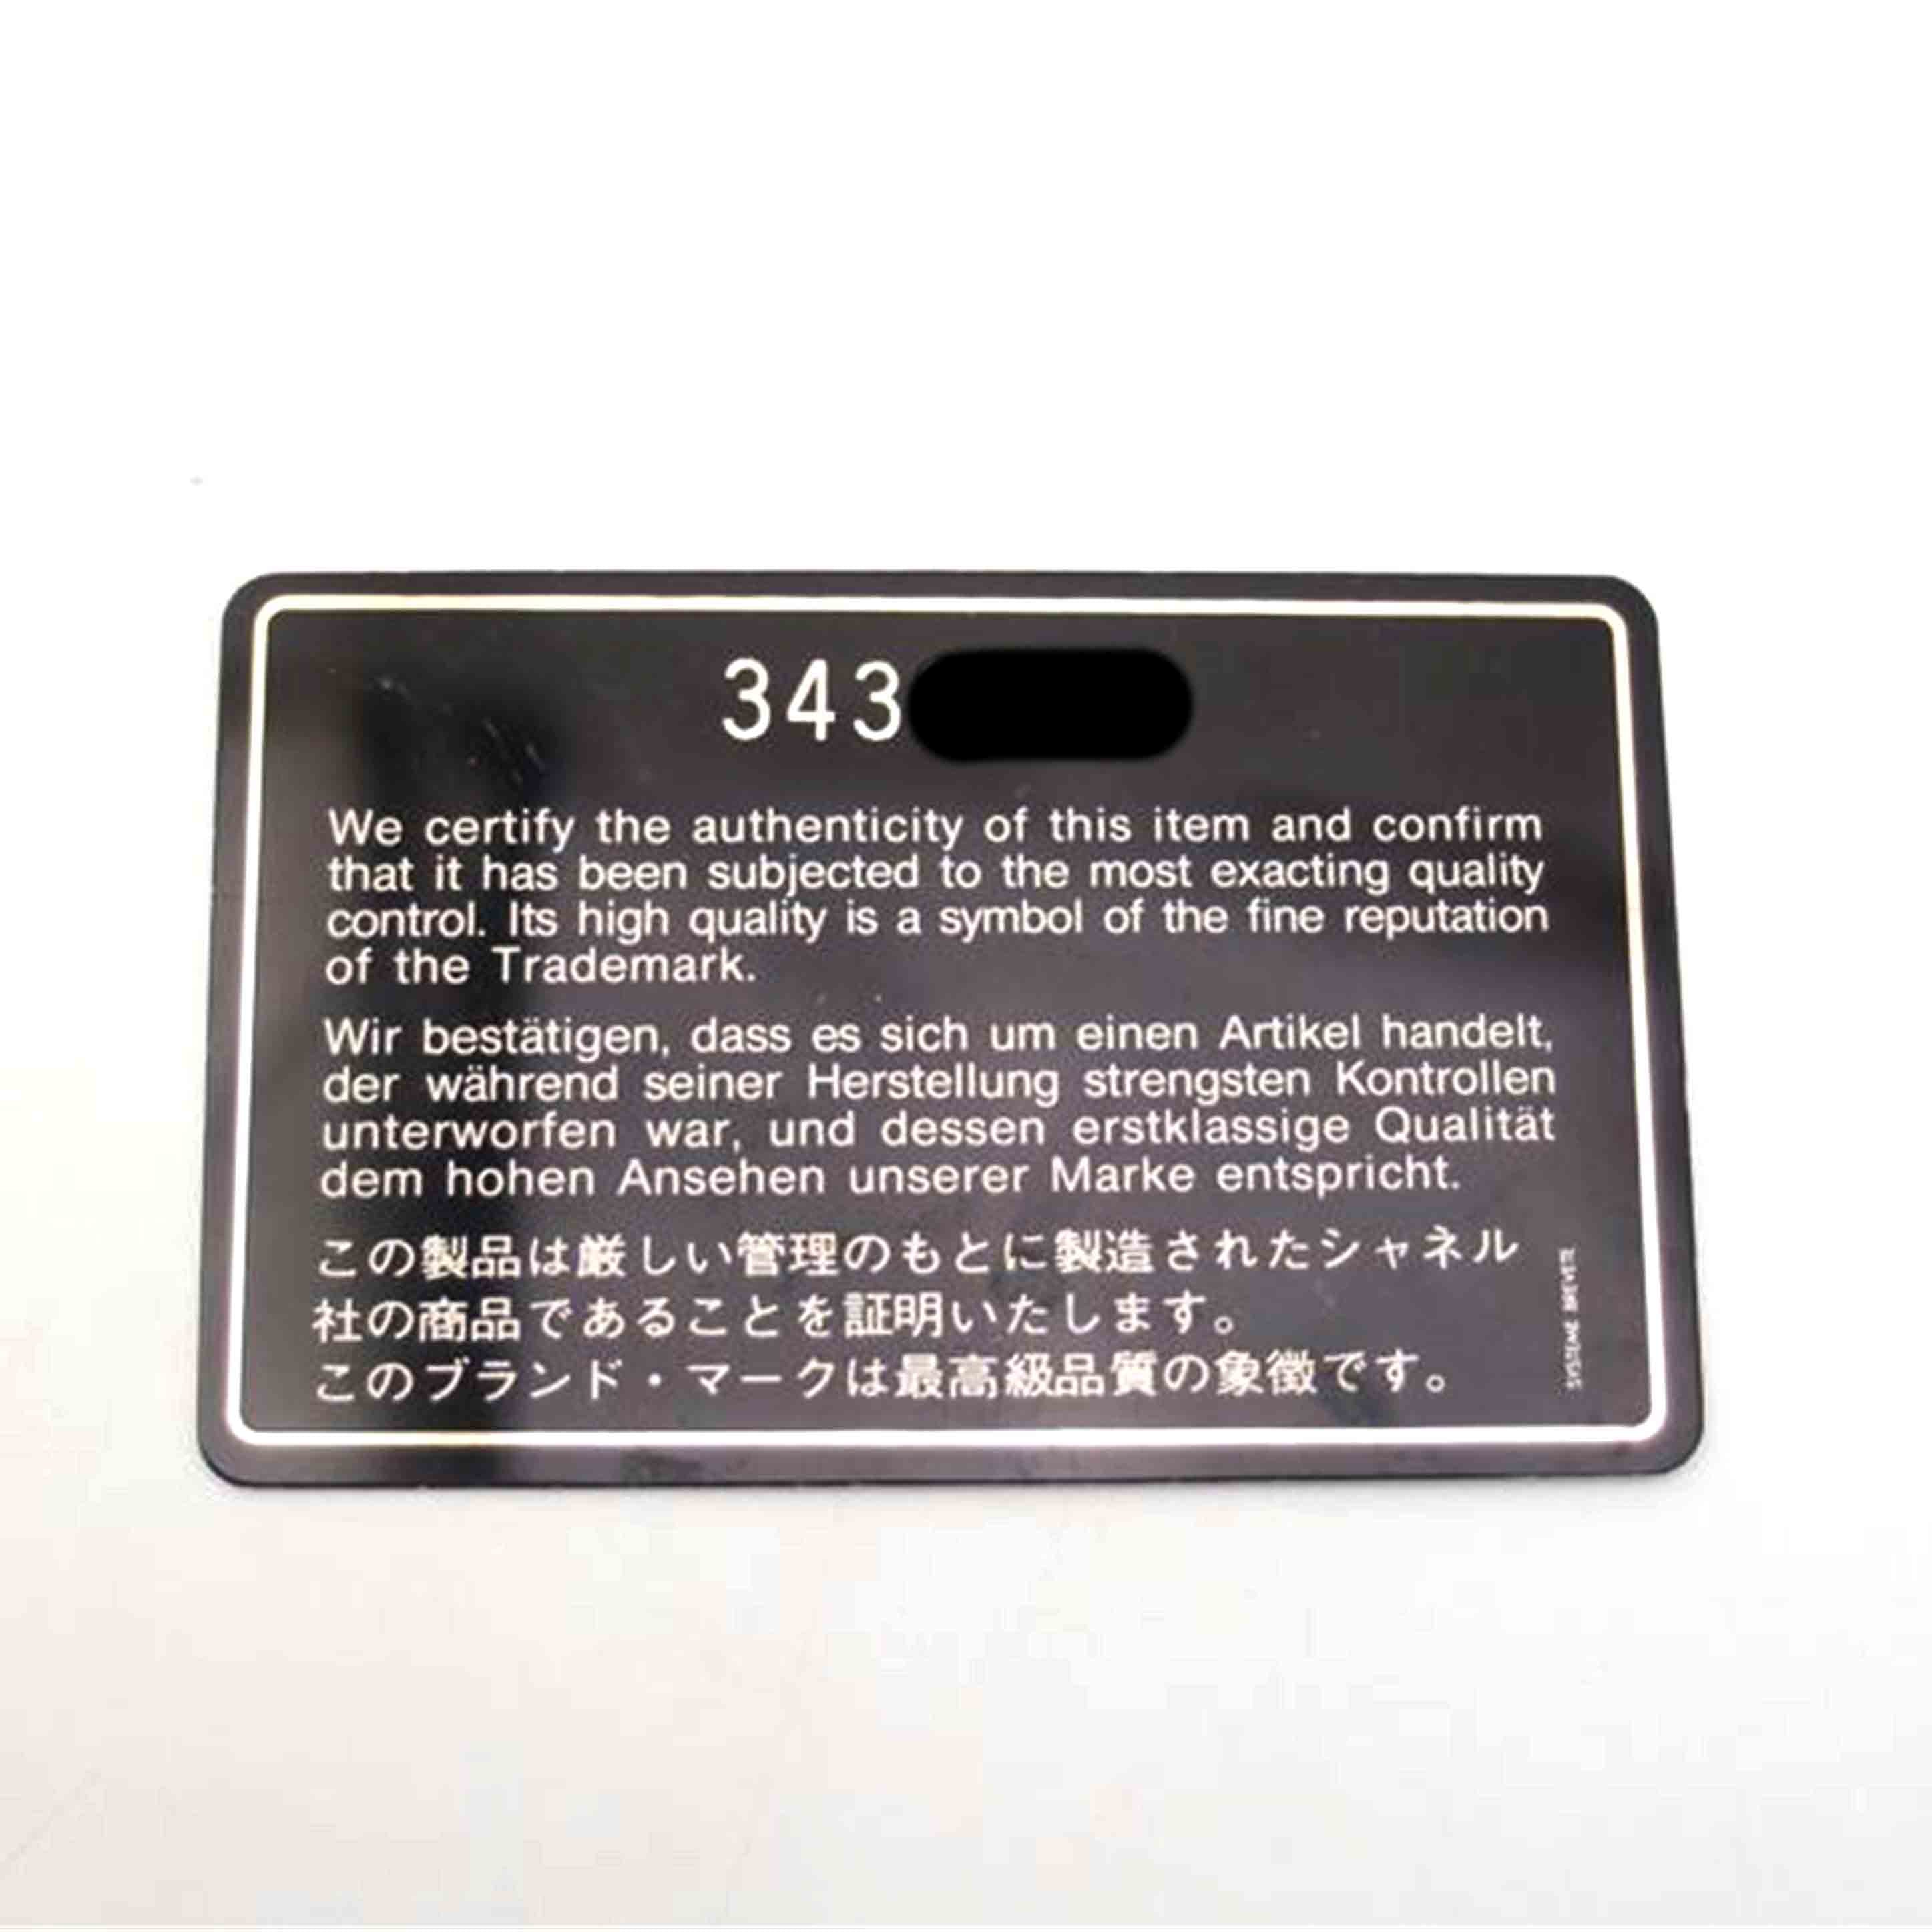 343
We certify the authenticity of this item and confirm
that it has been subjected to the most exacting quality
control. Its high quality is a symbol of the fine reputation
of the Trademark.
Wir bestätigen, dass es sich um einen Artikel handelt,
der während seiner Herstellung strengsten Kontrollen
unterworfen war, und dessen erstklassige Qualität
dem hohen Ansehen unserer Marke entspricht.
この製品は厳しい管理のもとに製造されたシャネル
社の商品であることを証明いたします。
このブランド・マークは最高級品質の象徴です。
SYSTEME BREVETE